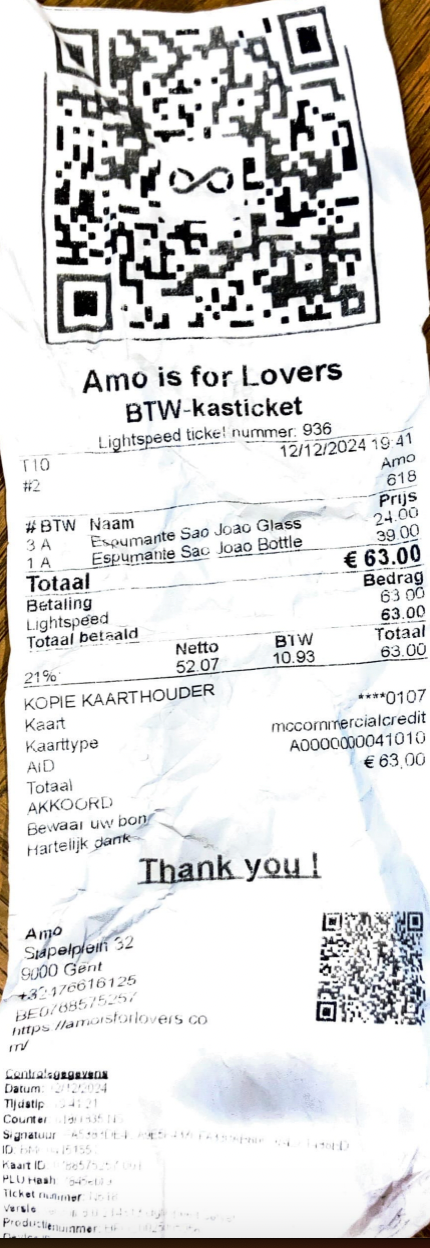 Amo is for Lovers
BTW-kasticket
Lightspeed ticket nummer: 936
T10 12/12/2024 19:41
#2 Amo
618
# BTW Naam Prijs
3 A Espumante Sao Joao Glass 24.00
1 A Espumante Sao Joao Bottle 39.00
Totaal € 63.00
Betaling Bedrag
Lightspeed 63.00
Totaal betaald 63.00
Netto BTW Totaal
21% 52.07 10.93 63.00
KOPIE KAARTHOUDER
Kaart ****0107
Kaarttype mccommercialcredit
AID A0000000041010
Totaal € 63,00
AKKOORD
Bewaar uw bon
Hartelijk dank
Thank you !
Amo
Stapelplein 32
9000 Gent
+32476616125
BE0788575257
https://amoisforlovers.co
m/
Controlegegevens
Datum: 12/12/2024
Tijdstip
Counter
Signatuur
ID:
Kaart ID:
PLU Hash:
Ticket nummer:
Versie
Productienummer: